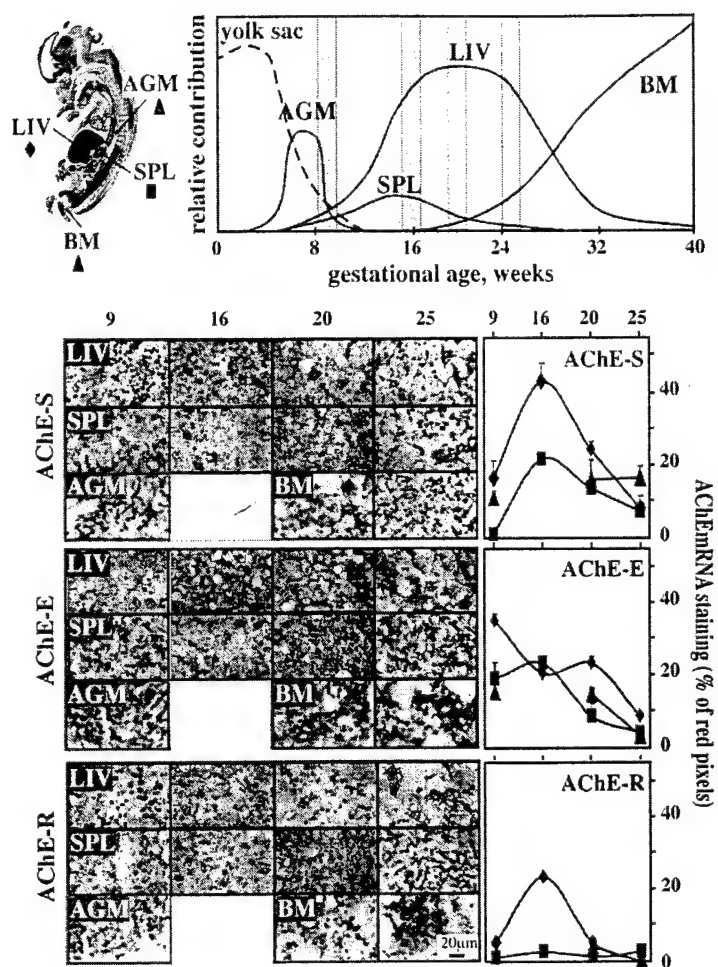 yolk sac
LIV
AGM
BM
AGM
LIV
SPL
SPL
BM
relative contribution
0 8 16 24 32 40
gestational age, weeks
9 16 20 25 9 16 20 25
AChE-S
LIV
SPL
AGM BM
AChE-S
40
20
0
AChE-E
LIV
SPL
AGM BM
AChE-E
40
20
0
AChE-R
LIV
SPL
AGM BM
20μm
AChE-R
40
20
0
AChEmRNA staining (% of red pixels)